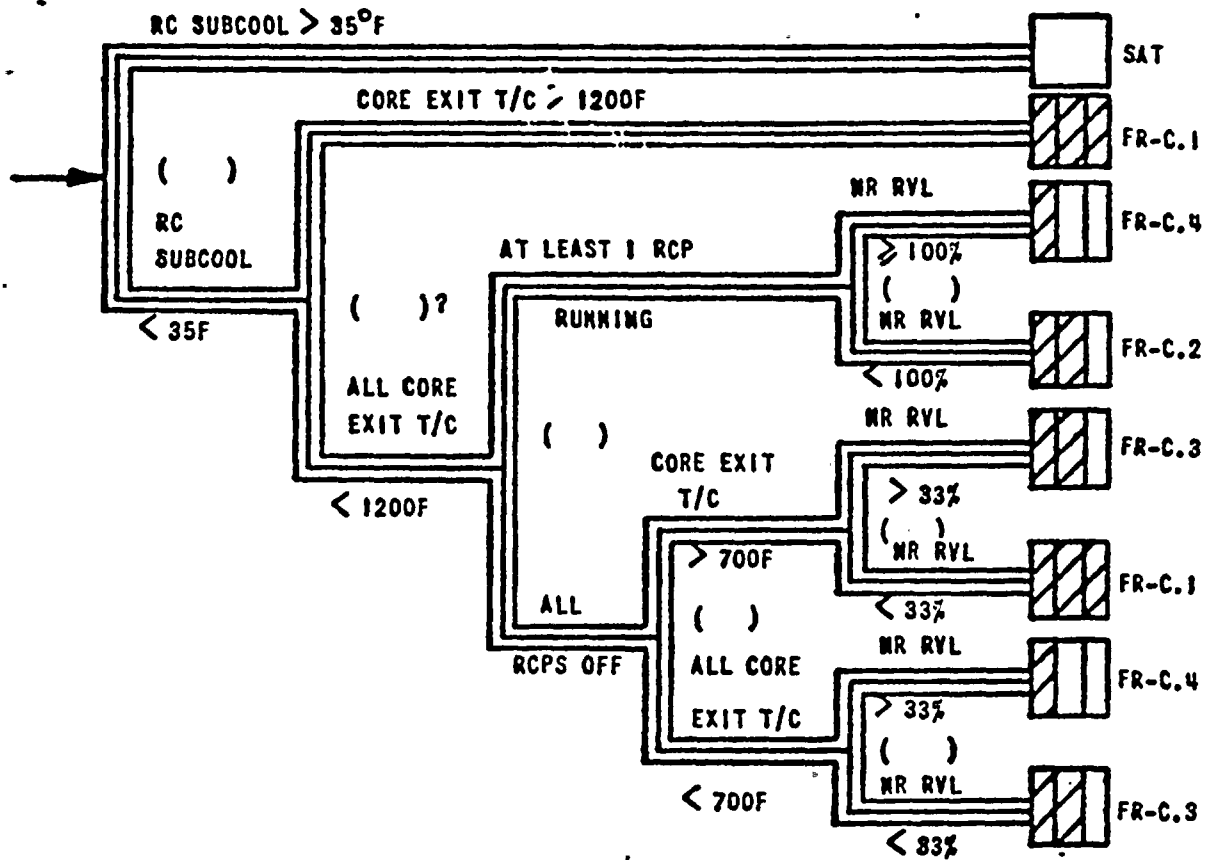 RC SUBCOOL > 35°F
SAT
CORE EXIT T/C ≥ 1200F
FR-C.1
( )
RC
SUBCOOL
< 35F
NR RVL
≥ 100%
FR-C.4
AT LEAST 1 RCP
RUNNING
( )
NR RVL
< 100%
FR-C.2
( )?
ALL CORE
EXIT T/C
< 1200F
( )
NR RVL
> 33%
FR-C.3
CORE EXIT
T/C
> 700F
( )
NR RVL
< 33%
FR-C.1
ALL
RCPS OFF
( )
ALL CORE
EXIT T/C
< 700F
NR RVL
> 33%
FR-C.4
( )
NR RVL
< 33%
FR-C.3